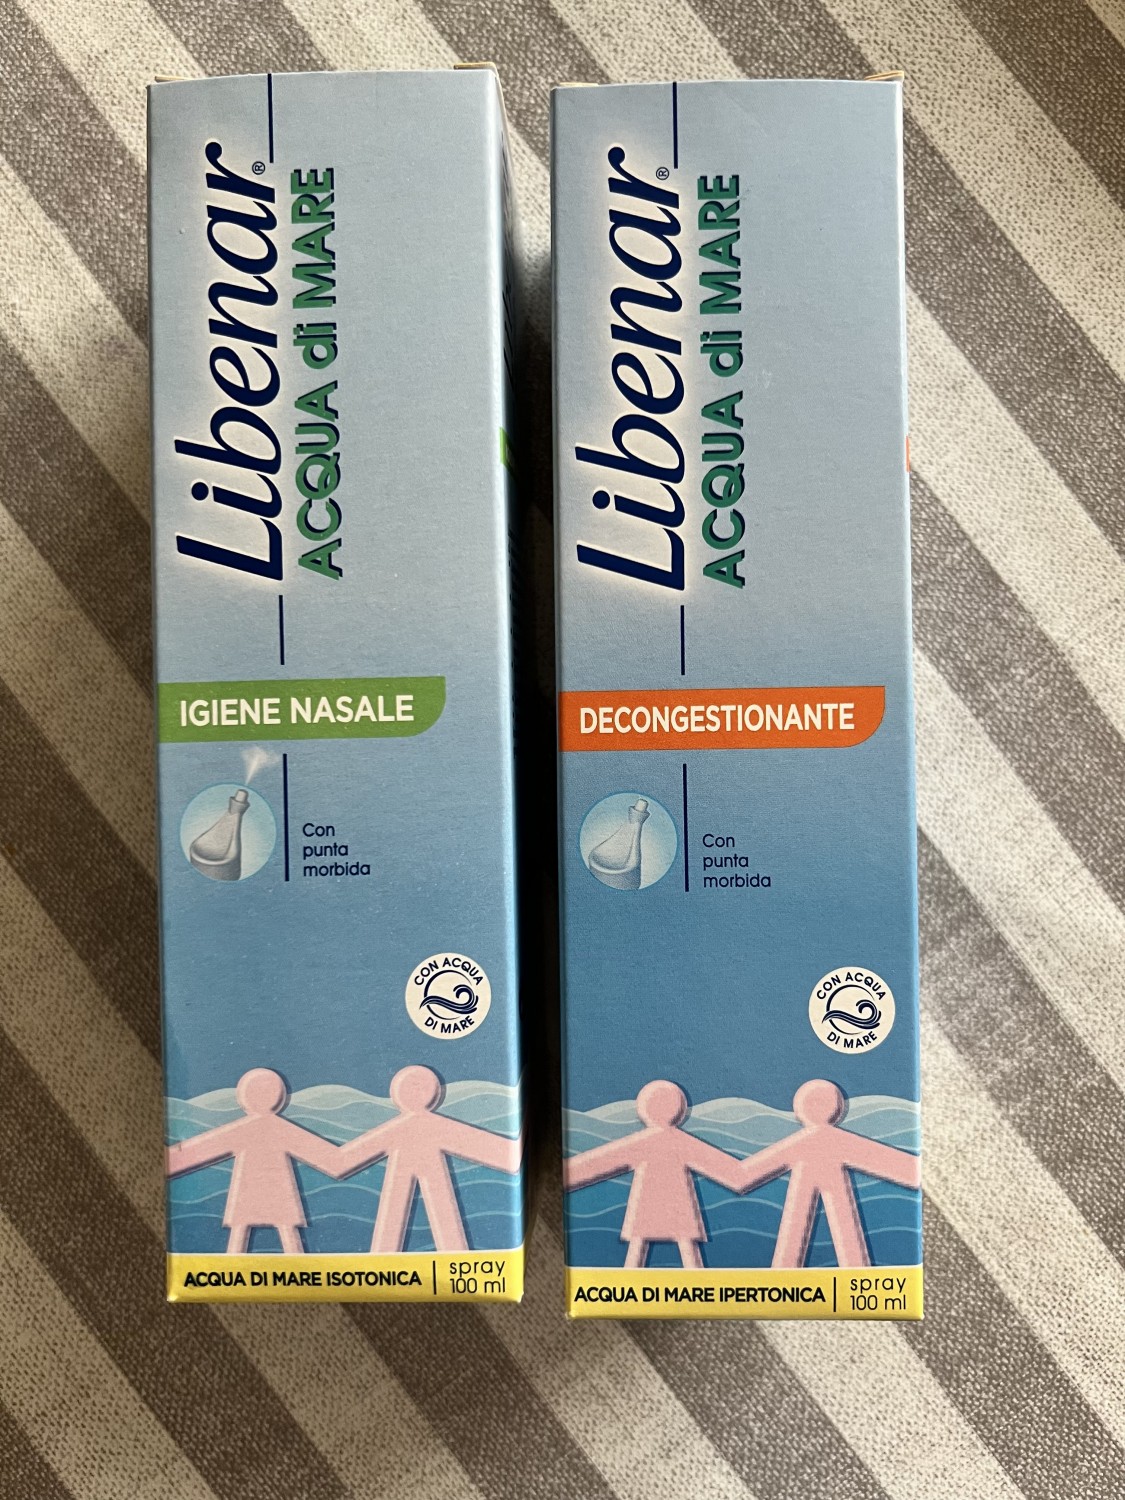 Libenar®
ACQUA di MARE
IGIENE NASALE
Con
punta
morbida
CON ACQUA
DI MARE
ACQUA DI MARE ISOTONICA
spray
100 ml
Libenar®
ACQUA di MARE
DECONGESTIONANTE
Con
punta
morbida
CON ACQUA
DI MARE
ACQUA DI MARE IPERTONICA
spray
100 ml